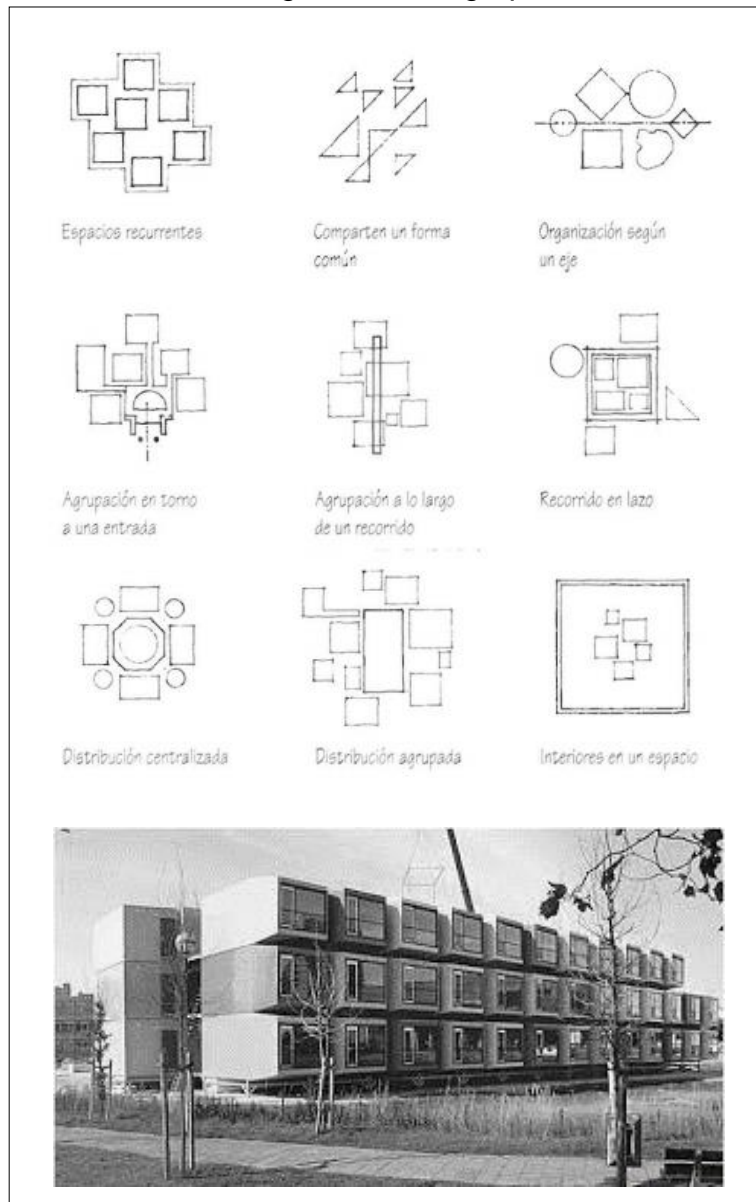 Espacios recurrentes
Comparten un forma
común
Organización según
un eje
Agrupación en torno
a una entrada
Agrupación a lo largo
de un recorrido
Recorrido en lazo
Distribución centralizada
Distribución agrupada
Interiores en un espacio